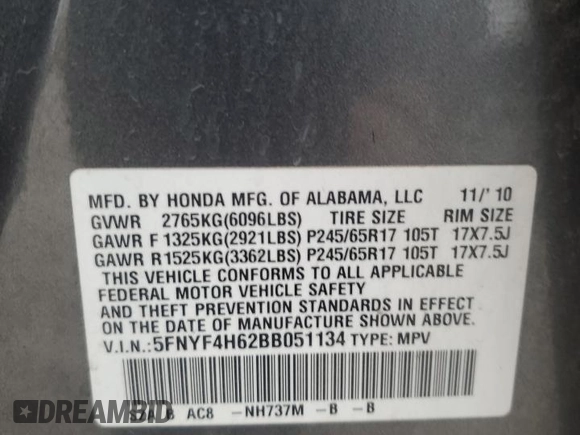 MFD. BY HONDA MFG. OF ALABAMA, LLC 11/'10
GVWR 2765KG(6096LBS) TIRE SIZE RIM SIZE
GAWR F 1325KG(2921LBS) P245/65R17 105T 17X7.5J
GAWR R 1525KG(3362LBS) P245/65R17 105T 17X7.5J
THIS VEHICLE CONFORMS TO ALL APPLICABLE
FEDERAL MOTOR VEHICLE SAFETY
AND THEFT PREVENTION STANDARDS IN EFFECT
ON THE DATE OF MANUFACTURE SHOWN ABOVE.
V.I.N.:5FNYF4H62BB051134 TYPE: MPV
AC8 -NH737M -B -B
DATEBIDCARS